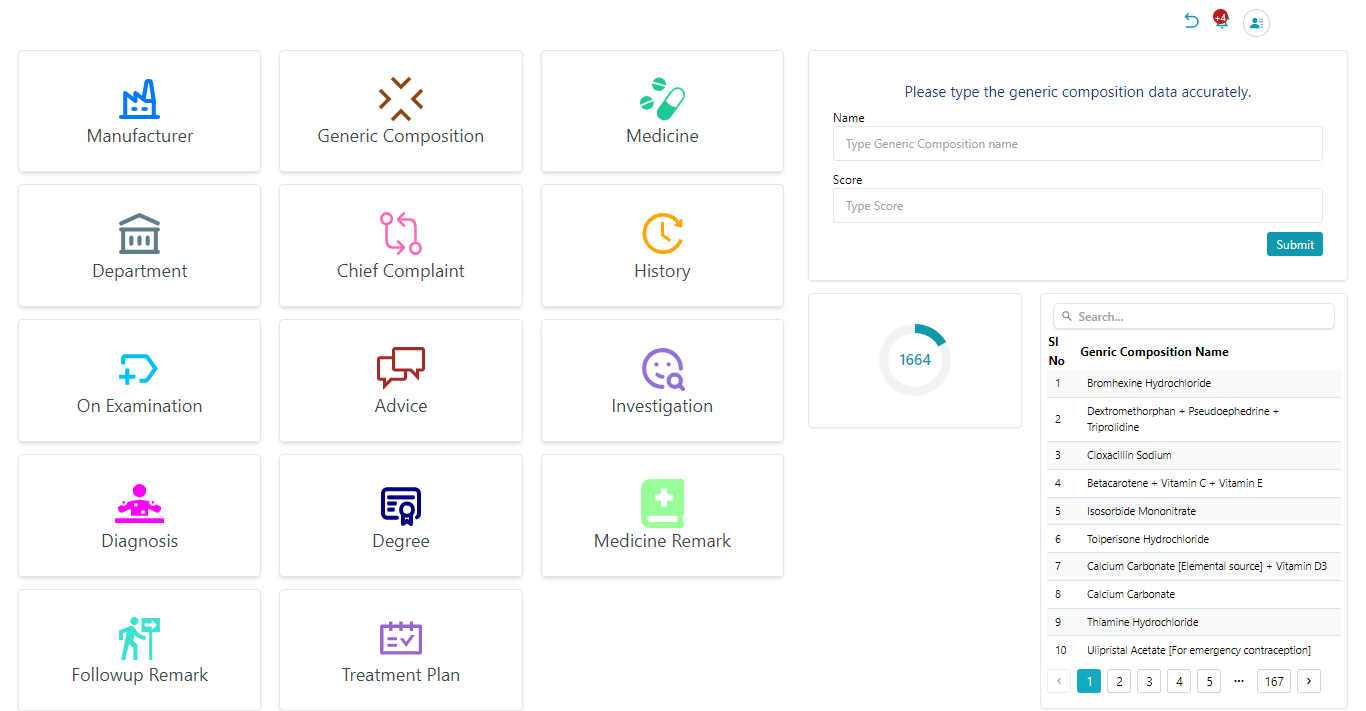 +4
Manufacturer
Generic Composition
Medicine
Department
Chief Complaint
History
On Examination
Advice
Investigation
Diagnosis
Degree
Medicine Remark
Followup Remark
Treatment Plan
Please type the generic composition data accurately.
Name
Type Generic Composition name
Score
Type Score
Submit
1664
Search...
Sl No Genric Composition Name
1 Bromhexine Hydrochloride
2 Dextromethorphan + Pseudoephedrine +
Triprolidine
3 Cloxacillin Sodium
4 Betacarotene + Vitamin C + Vitamin E
5 Isosorbide Mononitrate
6 Tolperisone Hydrochloride
7 Calcium Carbonate [Elemental source] + Vitamin D3
8 Calcium Carbonate
9 Thiamine Hydrochloride
10 Ulipristal Acetate [For emergency contraception]
‹ 1 2 3 4 5 ••• 167 ›